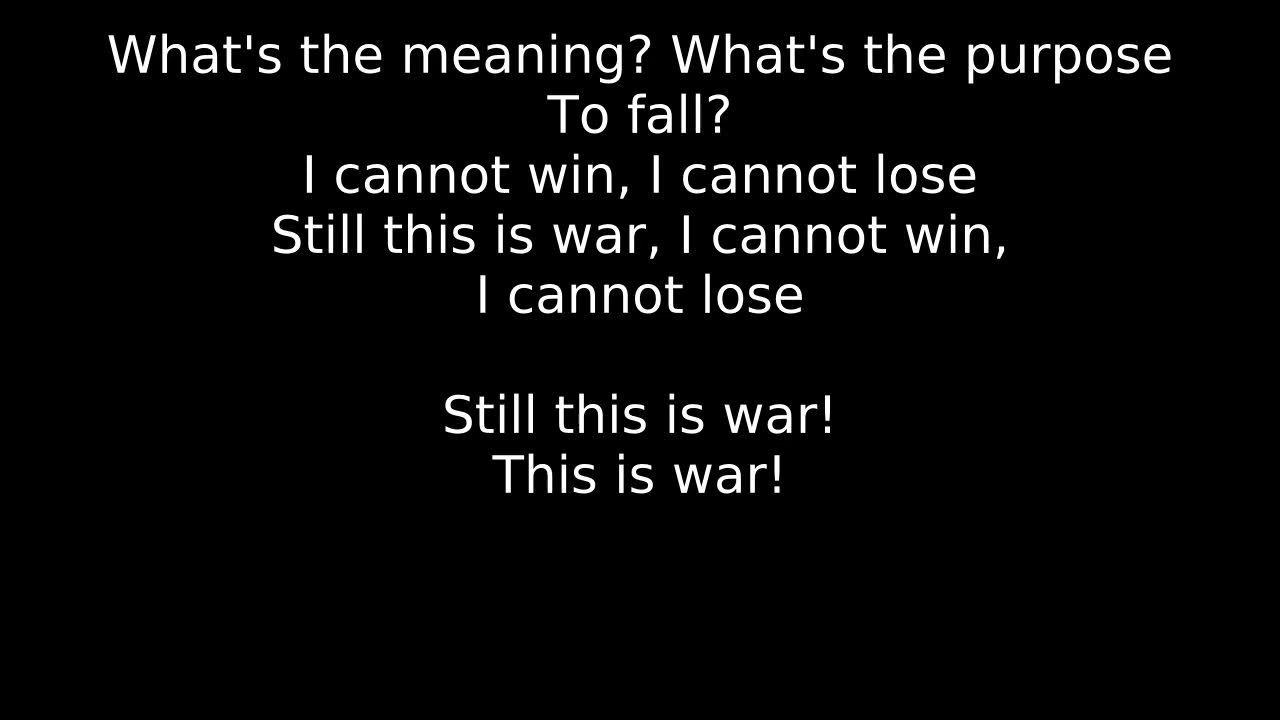 What's the meaning? What's the purpose
To fall?
I cannot win, I cannot lose
Still this is war, I cannot win,
I cannot lose
Still this is war!
This is war!